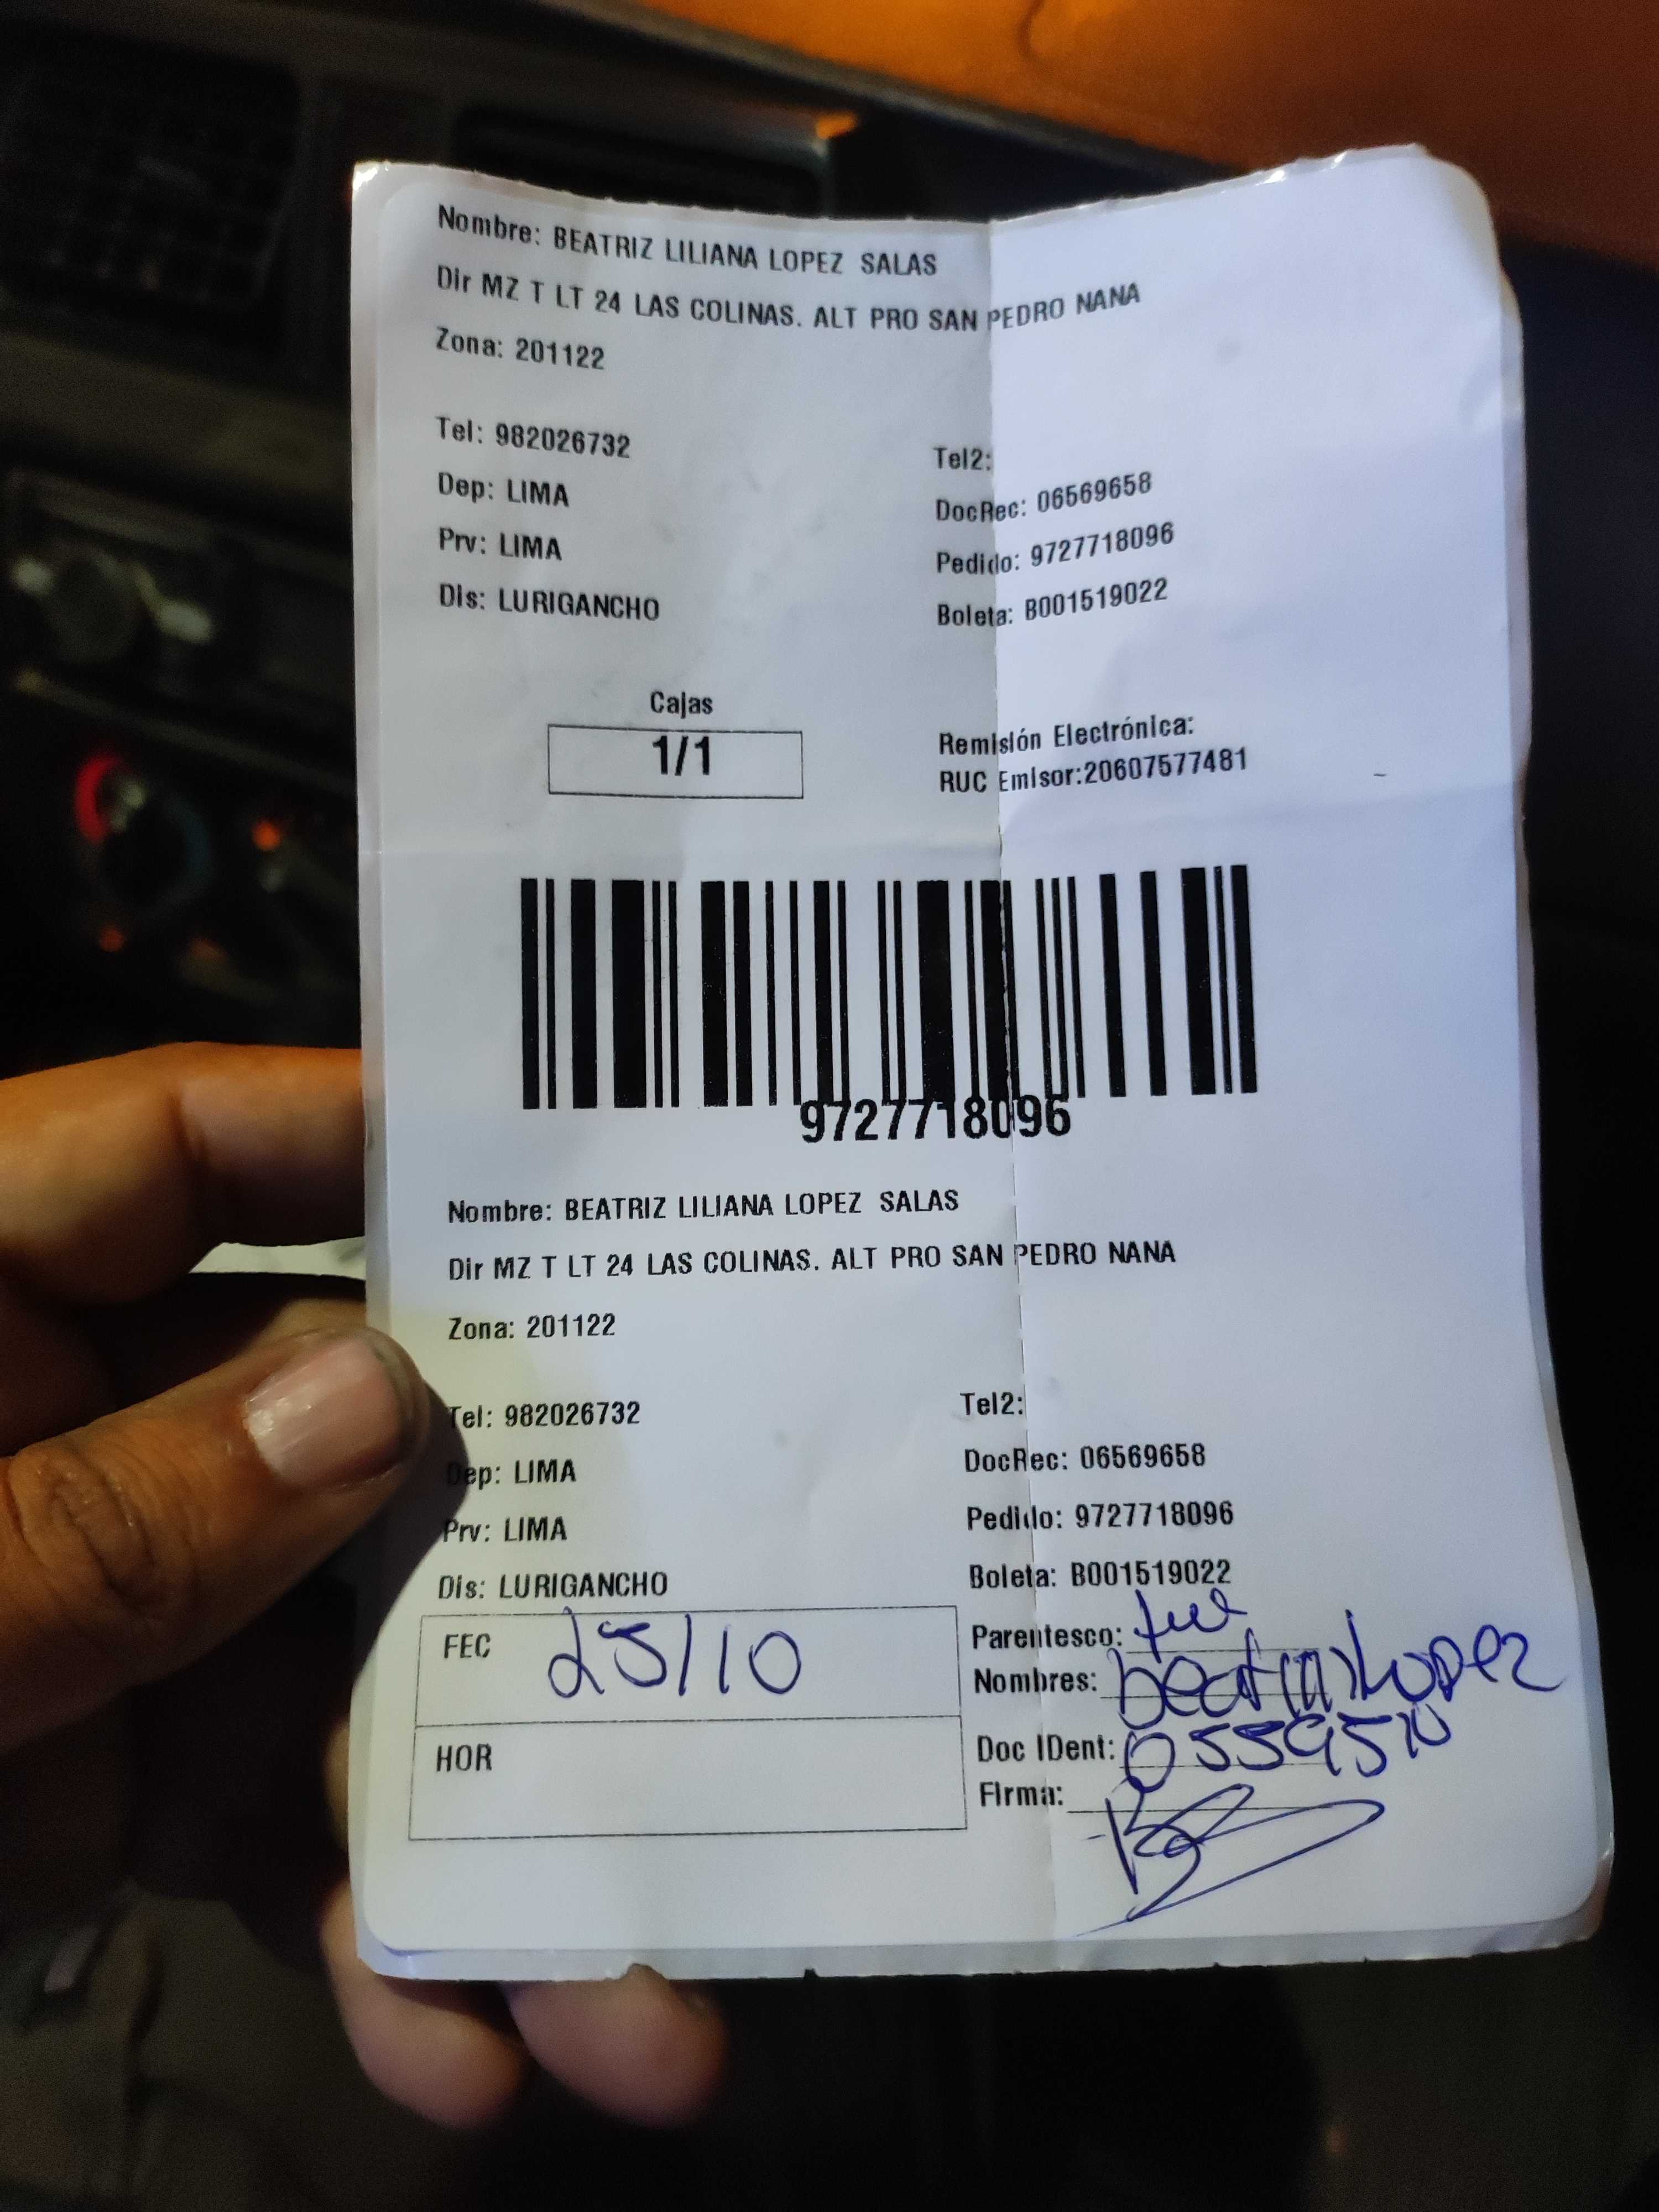 Nombre: BEATRIZ LILIANA LOPEZ SALAS
Dir MZ T LT 24 LAS COLINAS. ALT PRO SAN PEDRO NANA
Zona: 201122
Tel: 982026732
Tel2:
Dep: LIMA
DocRec: 06569658
Prv: LIMA
Pedido: 9727718096
Dis: LURIGANCHO
Boleta: B001519022
Cajas
1/1
Remisión Electrónica:
RUC Emisor:20607577481
9727718096
Nombre: BEATRIZ LILIANA LOPEZ SALAS
Dir MZ T LT 24 LAS COLINAS. ALT PRO SAN PEDRO NANA
Zona: 201122
Tel: 982026732
Tel2:
Dep: LIMA
DocRec: 06569658
Prv: LIMA
Pedido: 9727718096
Dis: LURIGANCHO
Boleta: B001519022
FEC 25/10
Parentesco:
Nombres: Beatriz Lopez
HOR
Doc IDent:
Firma: